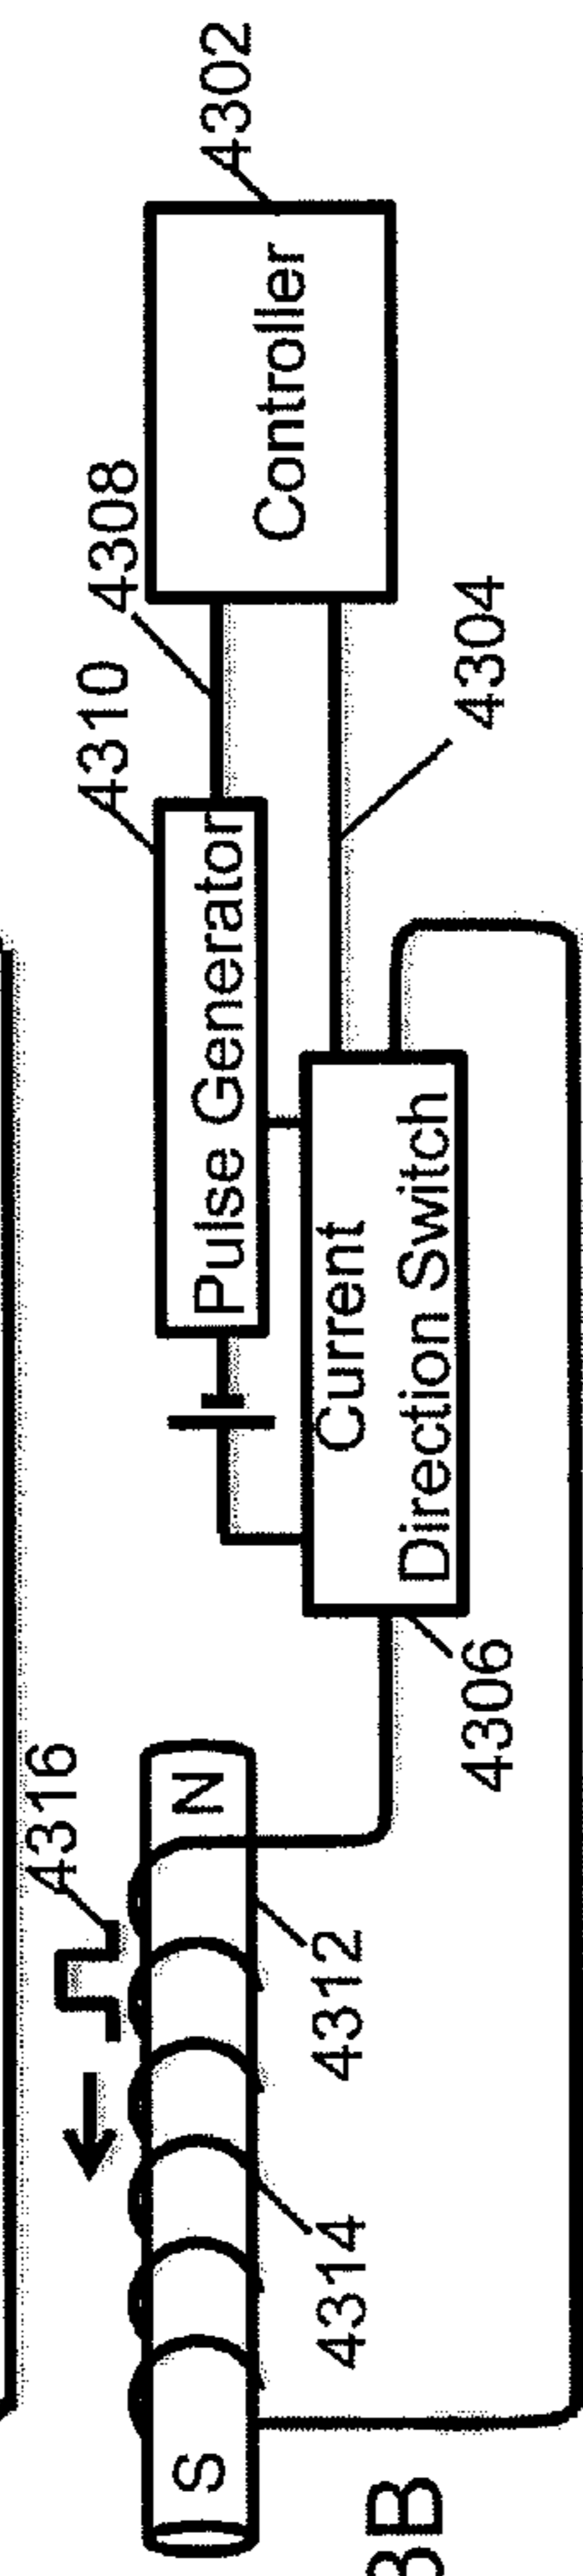 4302
Controller
4308
4310
4304
Pulse Generator
Current
Direction Switch
4306
4316
N
4312
4314
S
3B